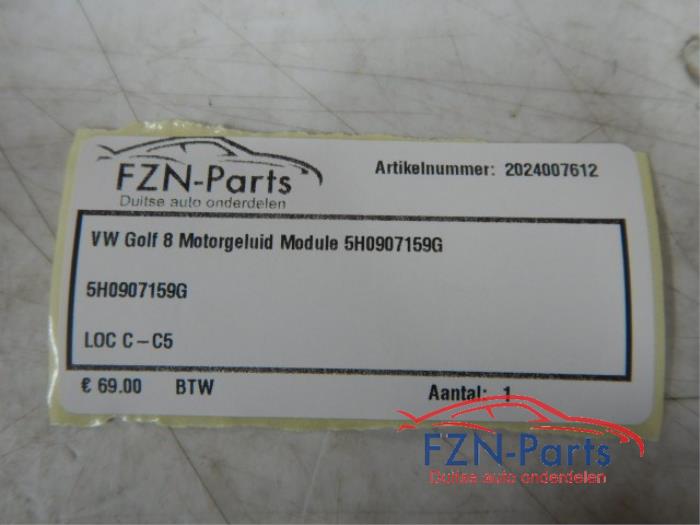 FZN-Parts
Duitse auto onderdelen
Artikelnummer: 2024007612
VW Golf 8 Motorgeluid Module 5H0907159G
5H0907159G
LOC C – C5
€ 69.00 BTW Aantal: 1
FZN-Parts
Duitse auto onderdelen